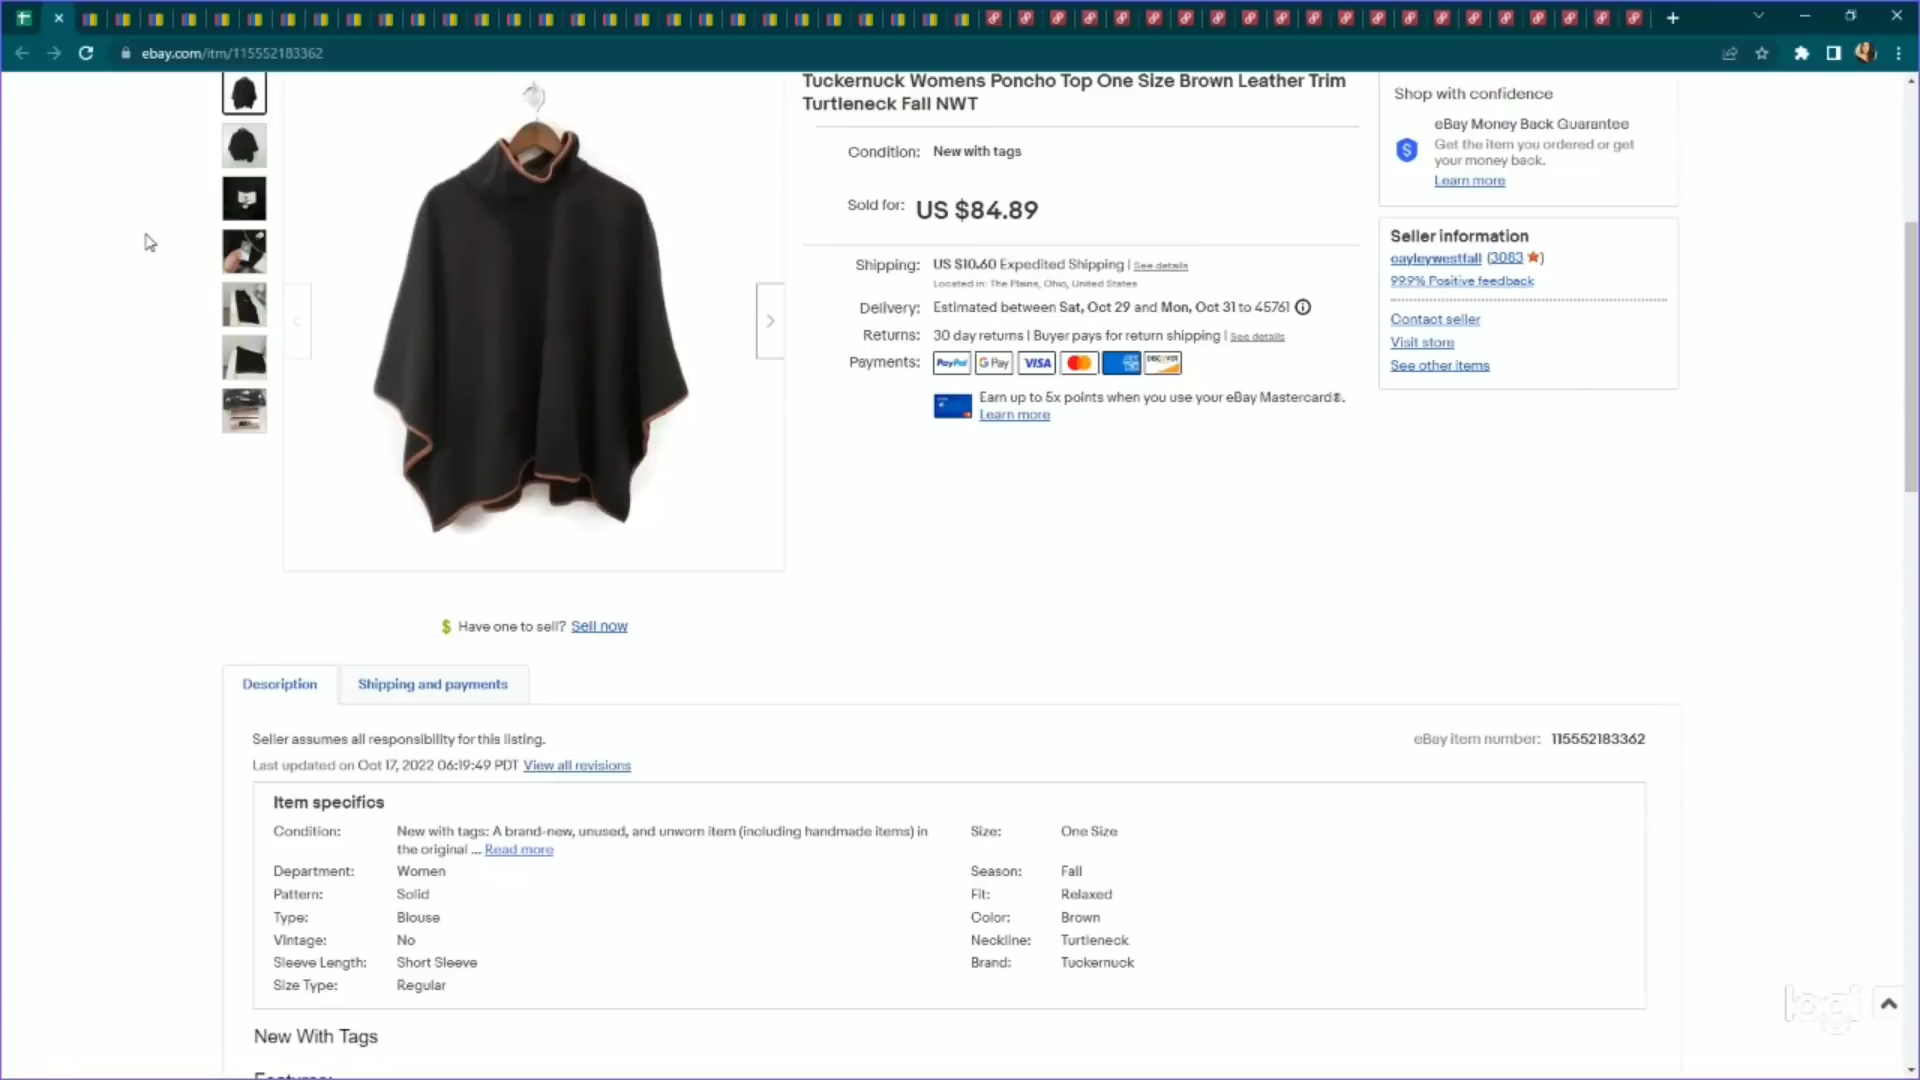 ebay.com/itm/115552183362
Tuckernuck Womens Poncho Top One Size Brown Leather Trim
Turtleneck Fall NWT
Condition: New with tags
Sold for: US $84.89
Shipping: US $10.60 Expedited Shipping | See details
Located in: The Plains, Ohio, United States
Delivery: Estimated between Sat, Oct 29 and Mon, Oct 31 to 45761
Returns: 30 day returns | Buyer pays for return shipping | See details
Payments: PayPal G Pay VISA DISCOVER
Earn up to 5x points when you use your eBay Mastercard®.
Learn more
Shop with confidence
eBay Money Back Guarantee
Get the item you ordered or get
your money back.
Learn more
Seller information
cayleywestfall (3083)
99.9% Positive feedback
Contact seller
Visit store
See other items
$ Have one to sell? Sell now
Description
Shipping and payments
Seller assumes all responsibility for this listing.
eBay item number: 115552183362
Last updated on Oct 17, 2022 06:19:49 PDT View all revisions
Item specifics
Condition: New with tags: A brand-new, unused, and unworn item (including handmade items) in
the original ... Read more
Size: One Size
Department: Women
Season: Fall
Pattern: Solid
Fit: Relaxed
Type: Blouse
Color: Brown
Vintage: No
Neckline: Turtleneck
Sleeve Length: Short Sleeve
Brand: Tuckernuck
Size Type: Regular
New With Tags
logi